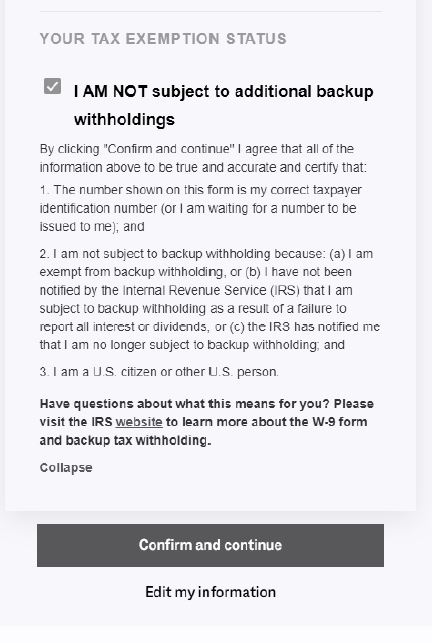 YOUR TAX EXEMPTION STATUS
I AM NOT subject to additional backup
withholdings
By clicking "Confirm and continue" I agree that all of the
information above to be true and accurate and certify that:
1. The number shown on this form is my correct taxpayer
identification number (or I am waiting for a number to be
issued to me); and
2. I am not subject to backup withholding because: (a) I am
exempt from backup withholding, or (b) I have not been
notified by the Internal Revenue Service (IRS) that I am
subject to backup withholding as a result of a failure to
report all interest or dividends, or (c) the IRS has notified me
that I am no longer subject to backup withholding; and
3. I am a U.S. citizen or other U.S. person.
Have questions about what this means for you? Please
visit the IRS website to learn more about the W-9 form
and backup tax withholding.
Collapse
Confirm and continue
Edit my information